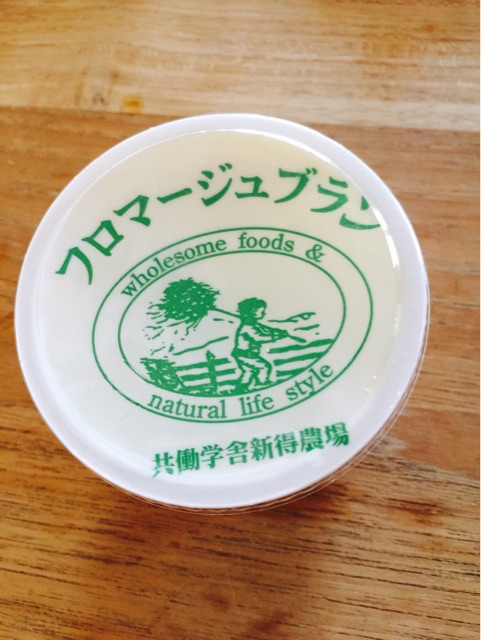 フロマージュブラン
wholesome foods &
natural life style
共働学舎新得農場